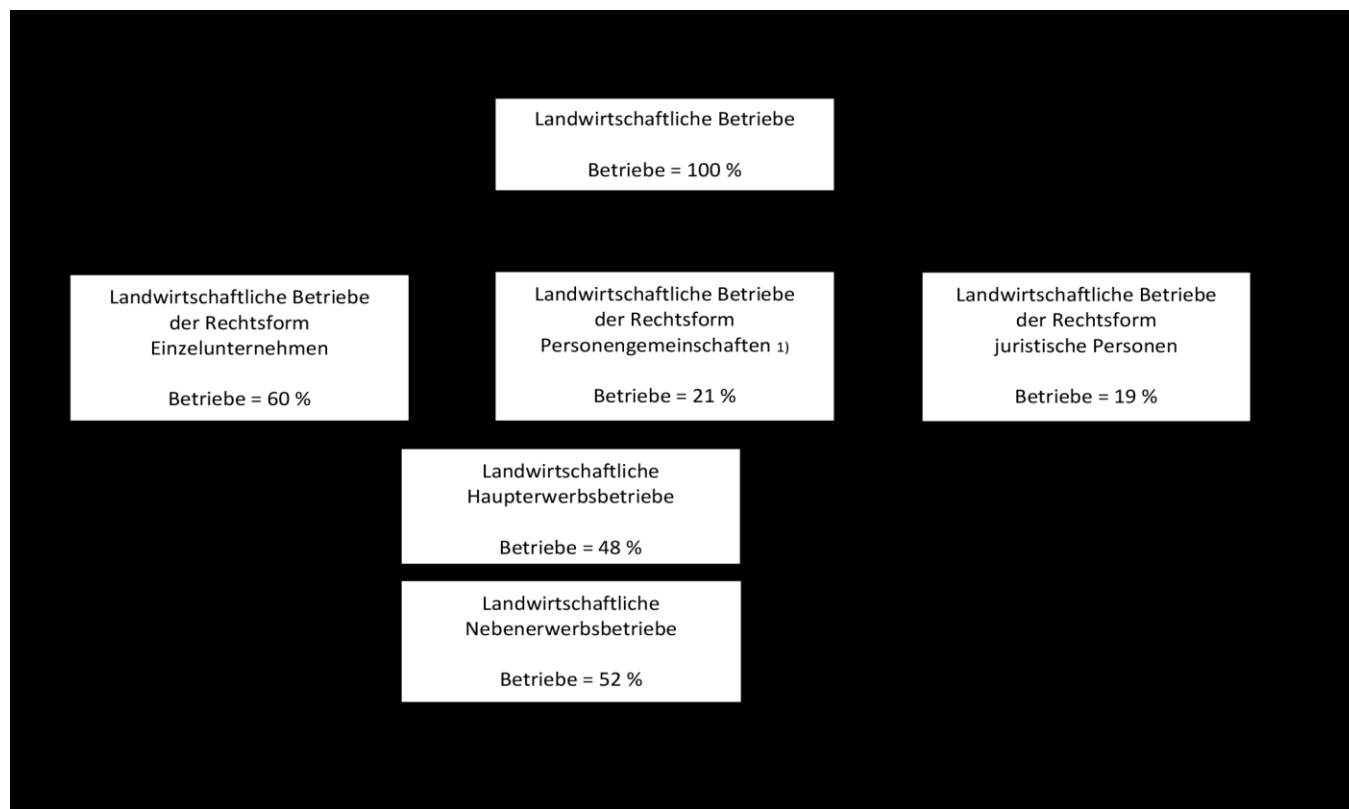 Landwirtschaftliche Betriebe
Betriebe = 100 %
Landwirtschaftliche Betriebe
der Rechtsform
Einzelunternehmen
Betriebe = 60 %
Landwirtschaftliche Betriebe
der Rechtsform
Personengemeinschaften 1)
Betriebe = 21 %
Landwirtschaftliche Betriebe
der Rechtsform
juristische Personen
Betriebe = 19 %
Landwirtschaftliche
Haupterwerbsbetriebe
Betriebe = 48 %
Landwirtschaftliche
Nebenerwerbsbetriebe
Betriebe = 52 %